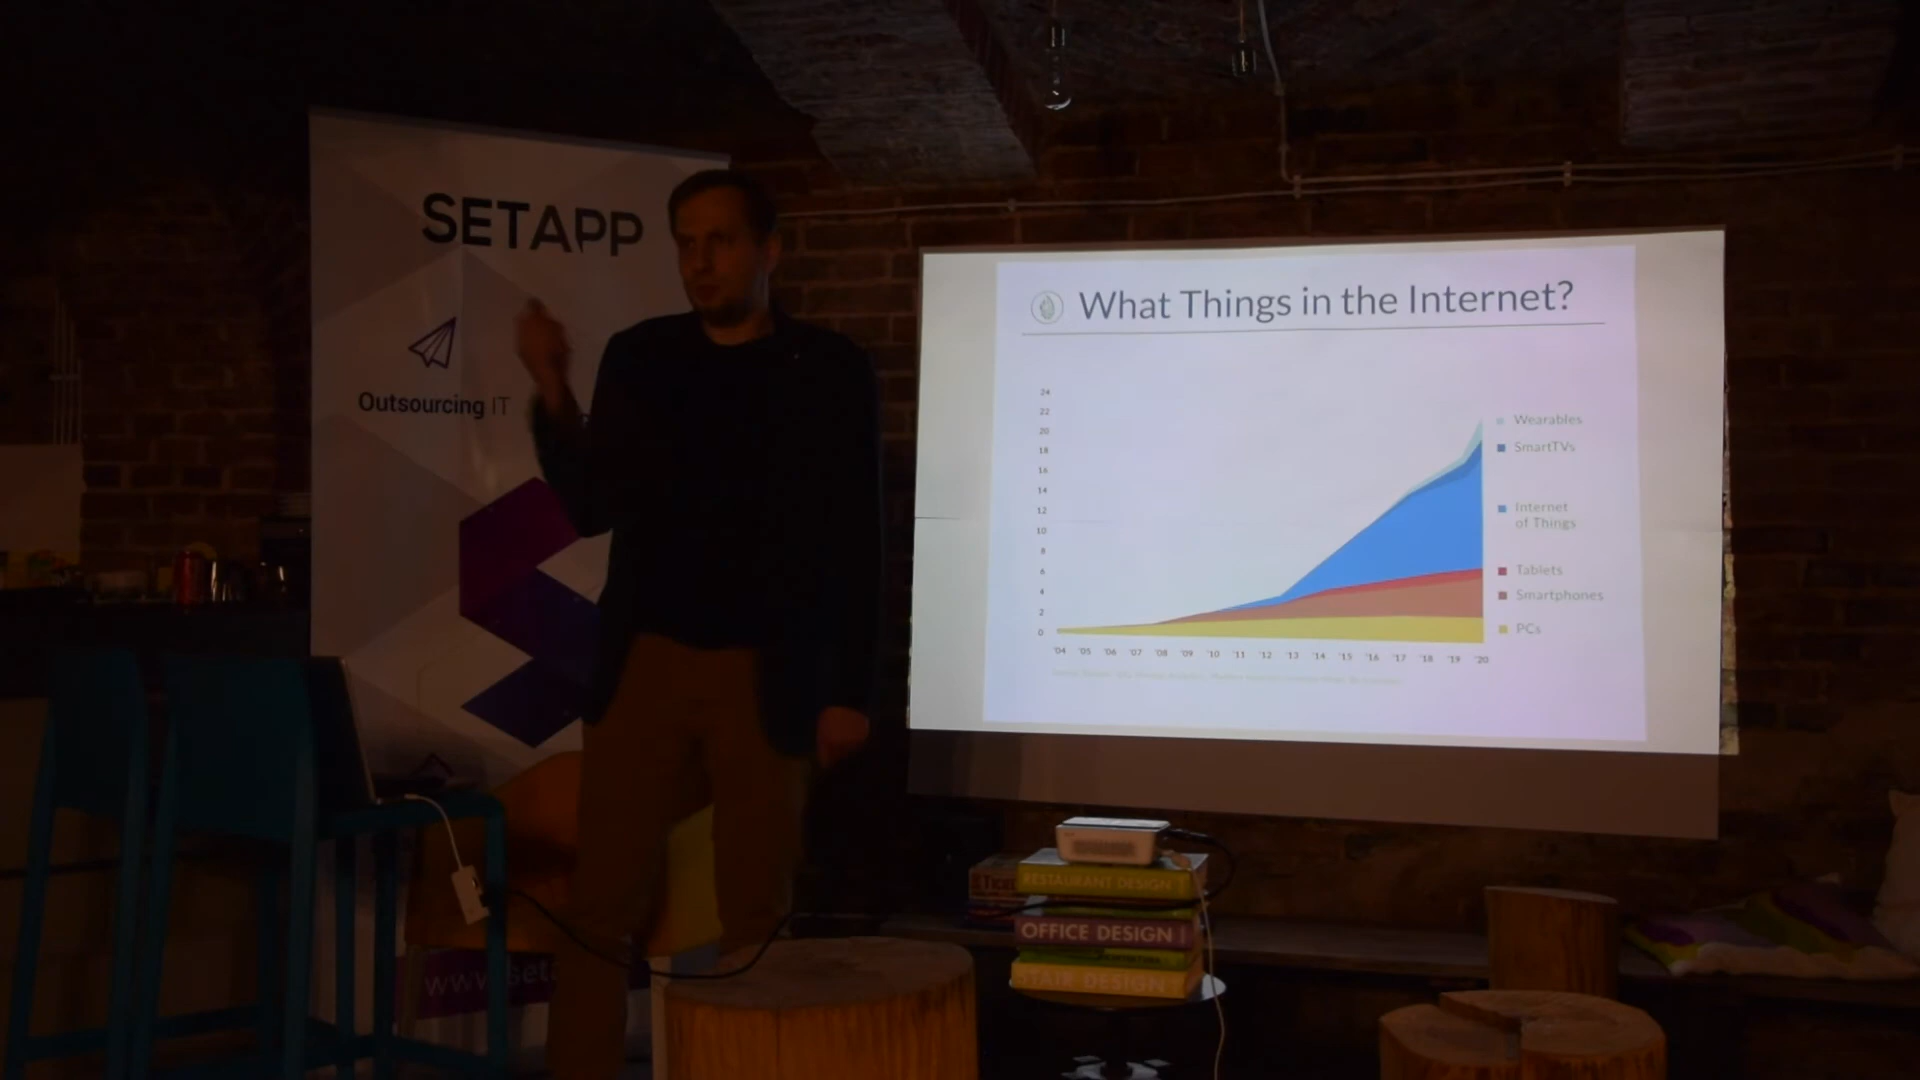 SETAPP
Outsourcing IT
What Things in the Internet?
24
22
20
18
16
14
12
10
8
6
4
2
0
'04 '05 '06 '07 '08 '09 '10 '11 '12 '13 '14 '15 '16 '17 '18 '19 '20
Wearables
SmartTVs
Internet
of Things
Tablets
Smartphones
PCs
RESTAURANT DESIGN
OFFICE DESIGN
STAIR DESIGN